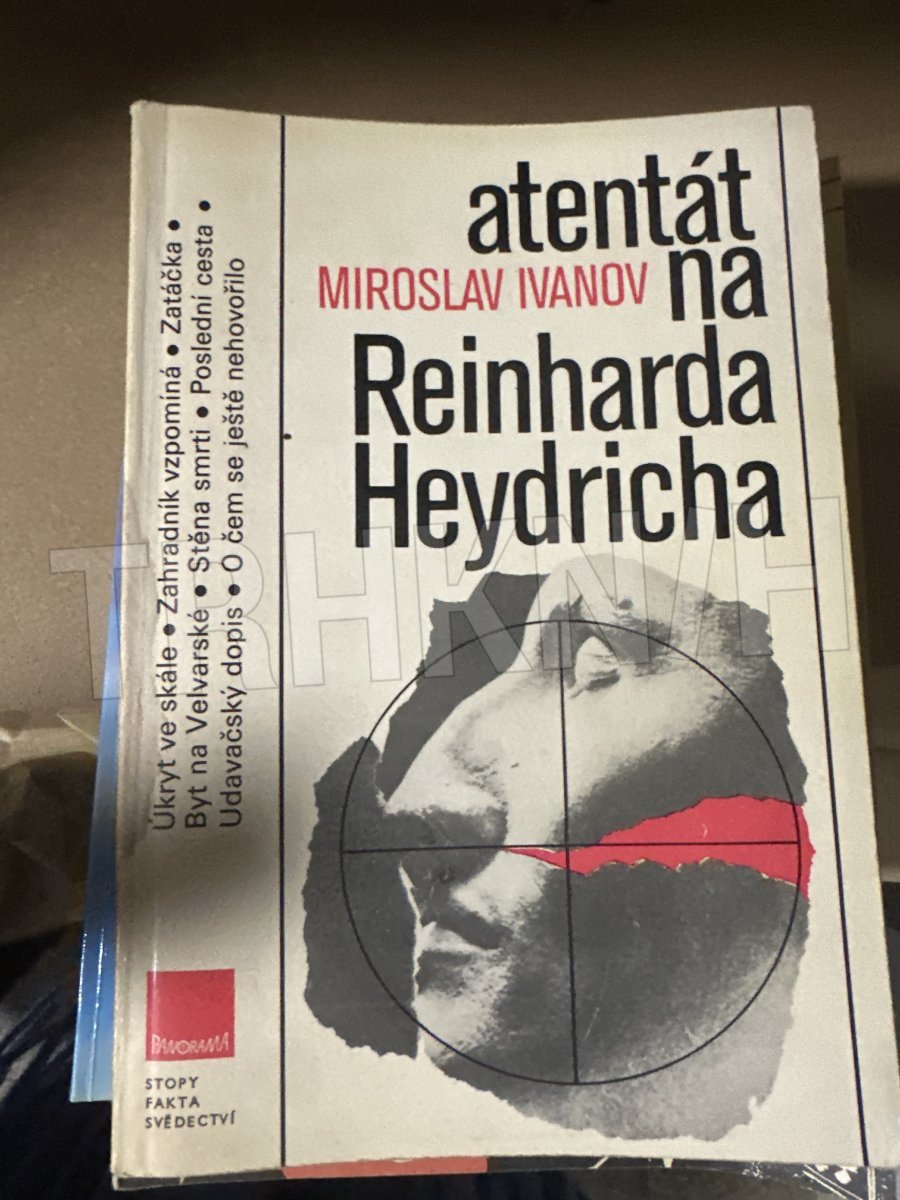 atentát
MIROSLAV IVANOV
na
Reinharda
Heydricha
Úkryt ve skále • Zahradník vzpomíná • Zatáčka •
Byt na Velvarské • Stěna smrti • Poslední cesta •
Udavačský dopis • O čem se ještě nehovořilo
PANORAMA
STOPY
FAKTA
SVĚDECTVÍ
TRHKNIH